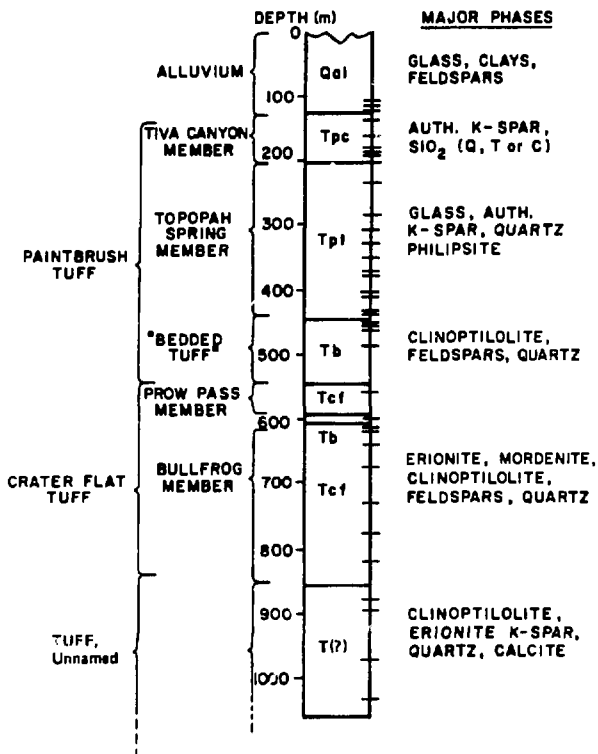 DEPTH (m)
MAJOR PHASES
0
ALLUVIUM
Qal
GLASS, CLAYS,
FELDSPARS
100
TIVA CANYON
MEMBER
Tpc
AUTH. K-SPAR,
SIO₂ (Q, T or C)
200
TOPOPAH
SPRING
MEMBER
300
Tpt
GLASS, AUTH.
K-SPAR, QUARTZ
PHILIPSITE
PAINTBRUSH
TUFF
400
"BEDDED
TUFF"
Tb
CLINOPTILOLITE,
FELDSPARS, QUARTZ
500
PROW PASS
MEMBER
Tcf
600
Tb
BULLFROG
MEMBER
CRATER FLAT
TUFF
700
Tcf
ERIONITE, MORDENITE,
CLINOPTILOLITE,
FELDSPARS, QUARTZ
800
900
TUFF,
Unnamed
T(?)
CLINOPTILOLITE,
ERIONITE K-SPAR,
QUARTZ, CALCITE
1000